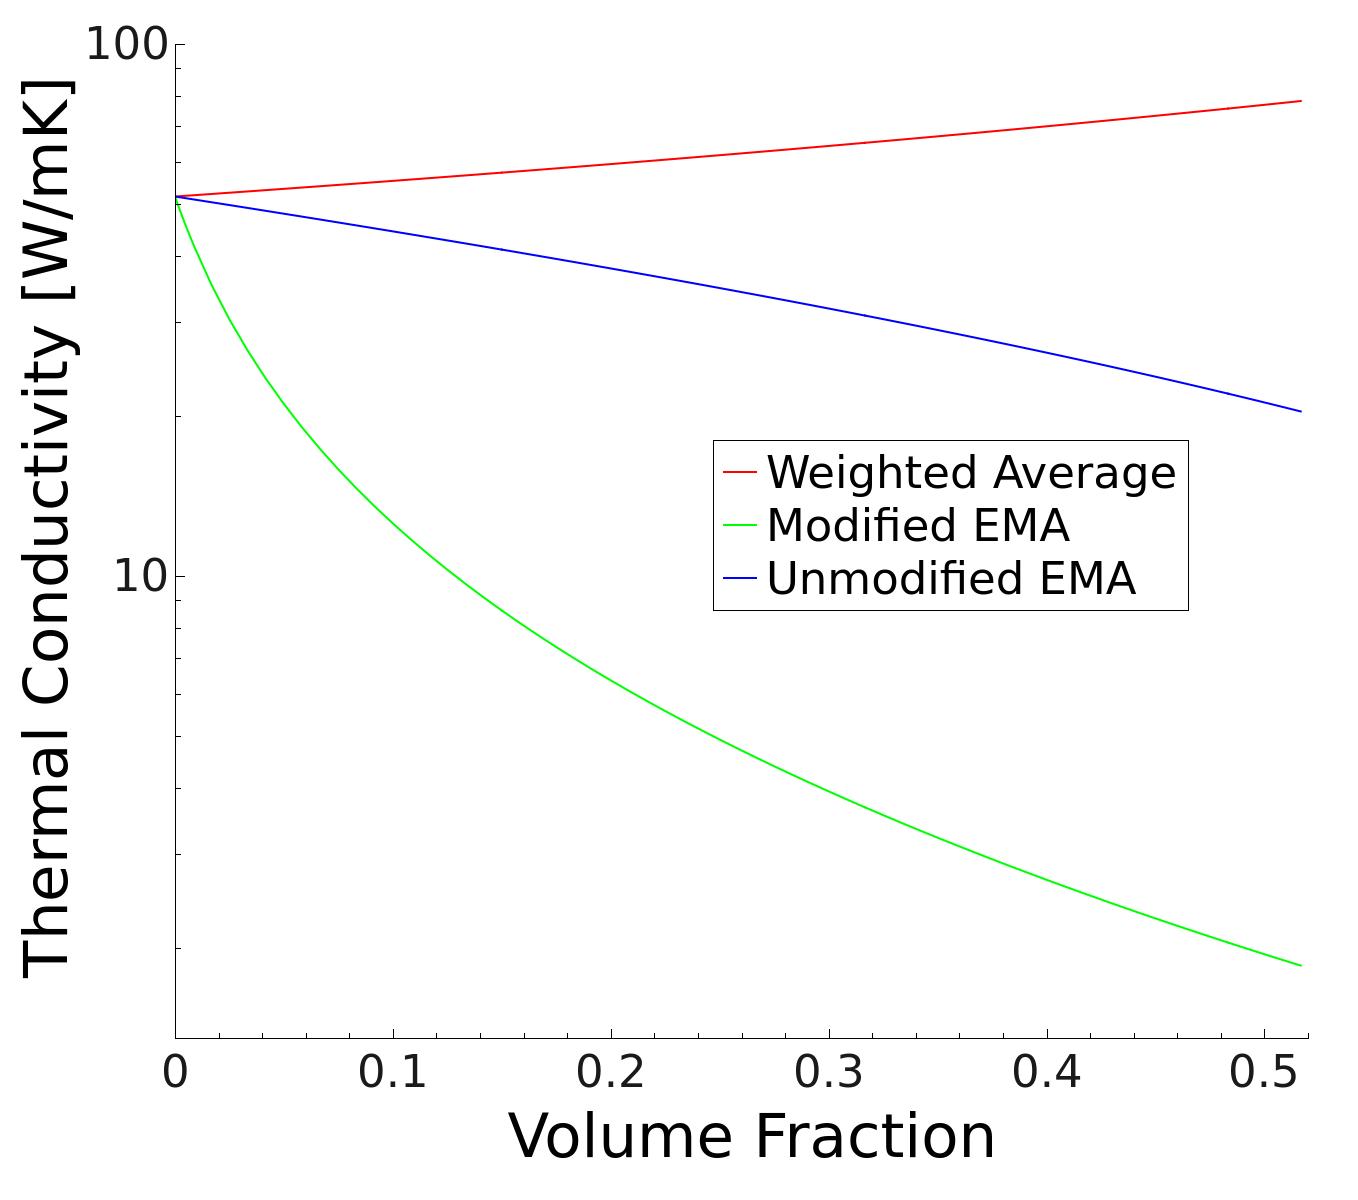 100
10
Thermal Conductivity [W/mK]
Weighted Average
Modified EMA
Unmodified EMA
0 0.1 0.2 0.3 0.4 0.5
Volume Fraction